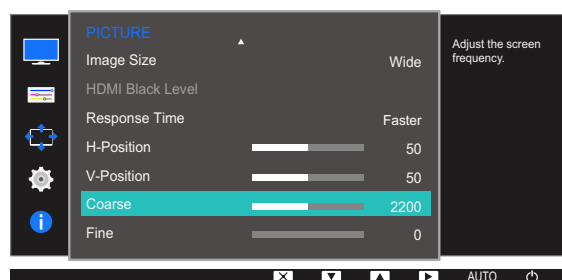 PICTURE
Image Size Wide
HDMI Black Level
Response Time Faster
H-Position 50
V-Position 50
Coarse 2200
Fine 0
Adjust the screen
frequency.
AUTO